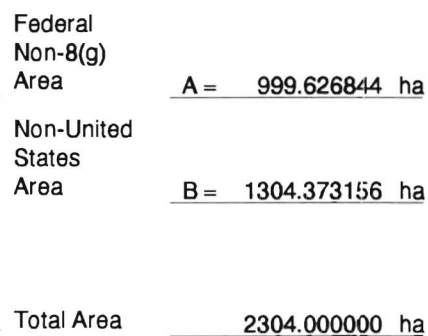 Federal
Non-8(g)
Area A = 999.626844 ha
Non-United
States
Area B = 1304.373156 ha
Total Area 2304.000000 ha